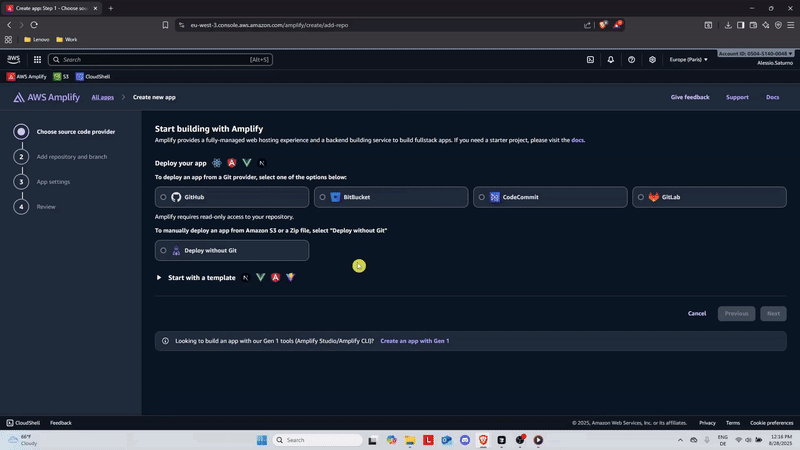 Create app: Step 1 - Choose sour
eu-west-3.console.aws.amazon.com/amplify/create/add-repo
Lenovo
Work
aws
Search
[Alt+S]
Europe (Paris)
Account ID: 0504-5140-0048
Alessio.Saturno
AWS Amplify
S3
CloudShell
AWS Amplify
All apps
Create new app
Give feedback
Support
Docs
Choose source code provider
2
Add repository and branch
3
App settings
4
Review
Start building with Amplify
Amplify provides a fully-managed web hosting experience and a backend building service to build fullstack apps. If you need a starter project, please visit the docs.
Deploy your app
To deploy an app from a Git provider, select one of the options below:
GitHub
BitBucket
CodeCommit
GitLab
Amplify requires read-only access to your repository.
To manually deploy an app from Amazon S3 or a Zip file, select "Deploy without Git"
Deploy without Git
Start with a template
Cancel
Previous
Next
Looking to build an app with our Gen 1 tools (Amplify Studio/Amplify CLI)?
Create an app with Gen 1
CloudShell
Feedback
© 2025, Amazon Web Services, Inc. or its affiliates.
Privacy
Terms
Cookie preferences
66°F
Cloudy
Search
ENG
DE
12:16 PM
8/28/2025